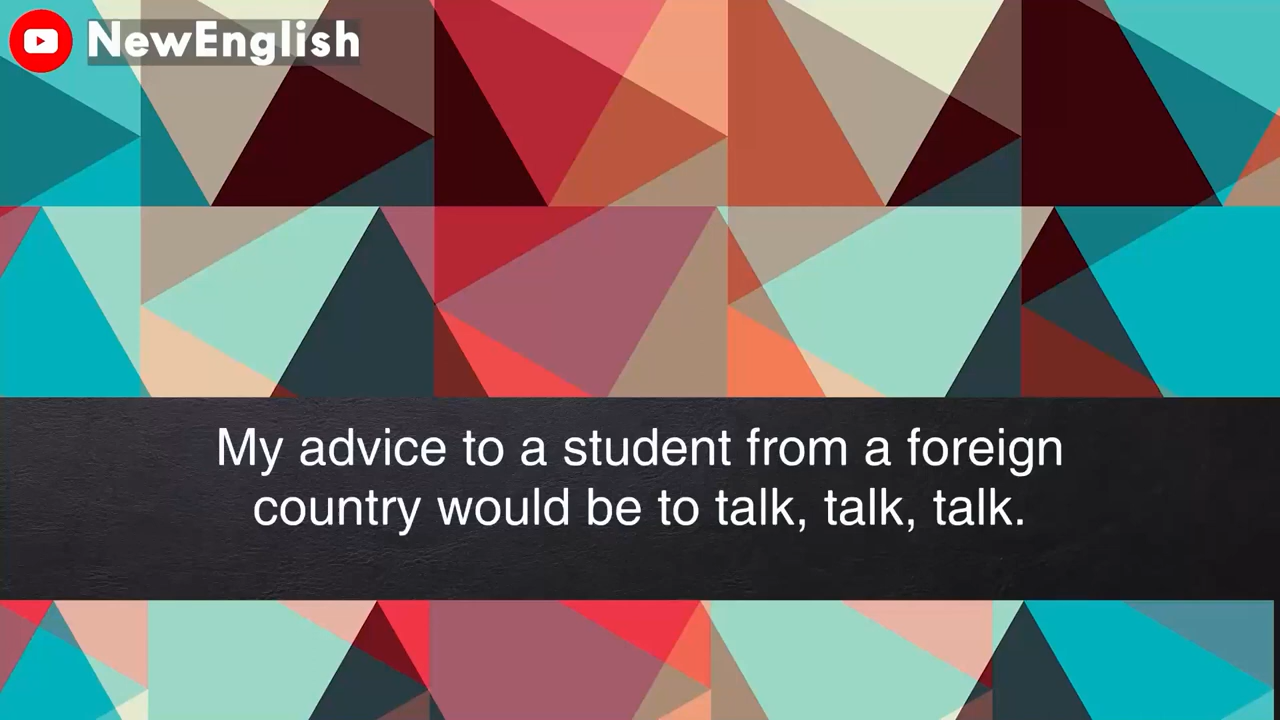 NewEnglish
My advice to a student from a foreign
country would be to talk, talk, talk.